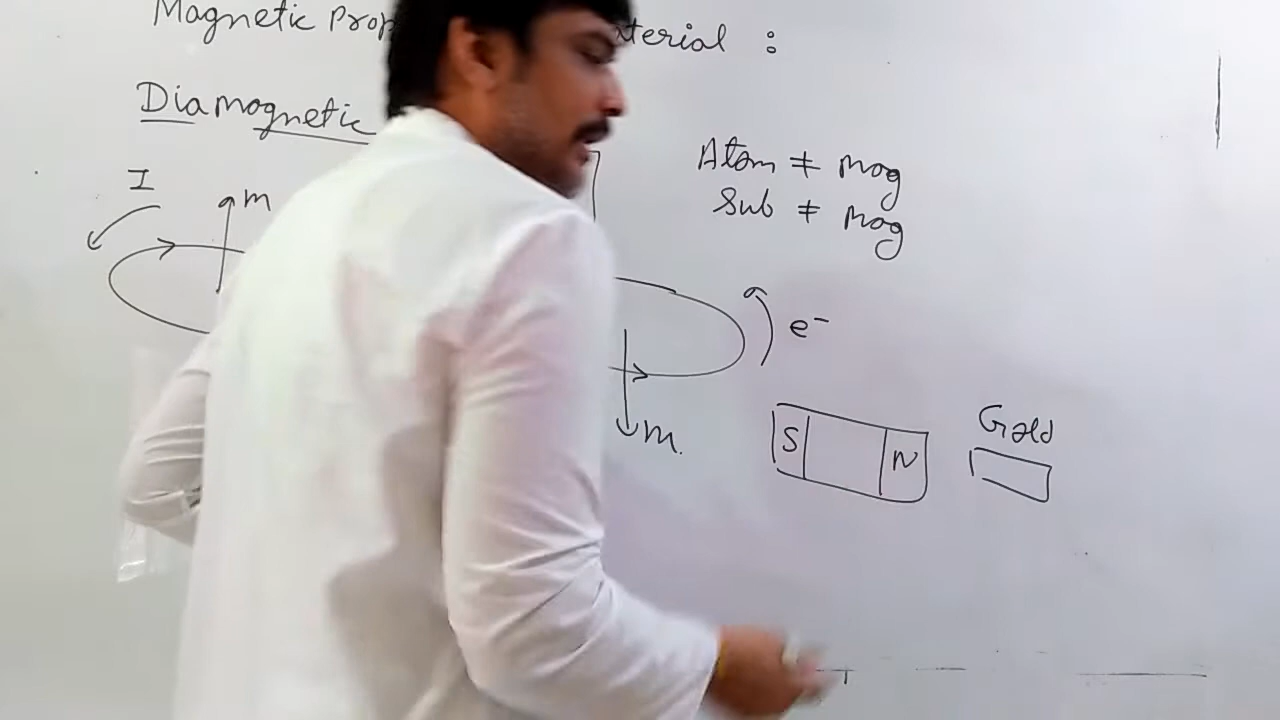 Magnetic Prop terial :
Diamagnetic
Atom ≠ Mag
Sub ≠ Mag
I
m
e⁻
m.
S N
Gold